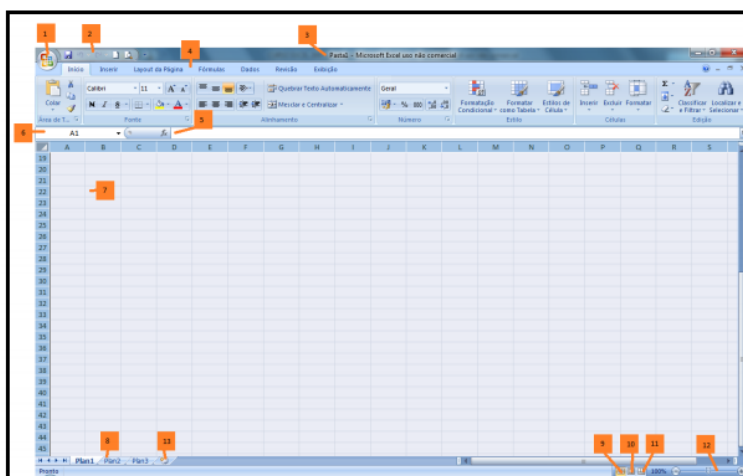 1 2 3
Pasta1 - Microsoft Excel uso não comercial
4
Início Inserir Layout da Página Fórmulas Dados Revisão Exibição
Calibri 11 Quebrar Texto Automaticamente Geral Σ
Colar N I S Mesclar e Centralizar % 000 Formatação Condicional Formatar como Tabela Estilos de Célula Inserir Excluir Formatar Classificar e Filtrar Localizar e Selecionar
Área de T... Fonte Alinhamento Número Estilo Células Edição
5
6 A1 fx
A B C D E F G H I J K L M N O P Q R S
19
20
21
22 7
23
24
25
26
27
28
29
30
31
32
33
34
35
36
37
38
39
40
41
42
43
44
45
8 13 9 10 11 12
Plan1 Plan2 Plan3
Pronto 100%